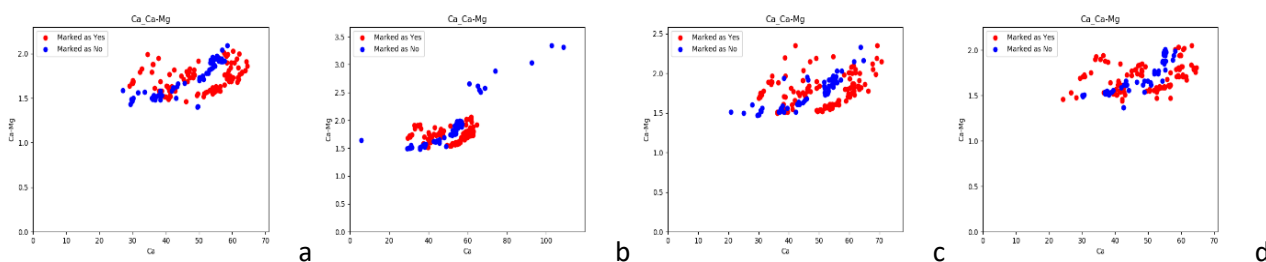 Ca_Ca-Mg
Marked as Yes
Marked as No
2.0
1.5
1.0
0.5
0.0
Ca-Mg
0 10 20 30 40 50 60 70
Ca
a
Ca_Ca-Mg
Marked as Yes
Marked as No
3.5
3.0
2.5
2.0
1.5
1.0
0.5
0.0
Ca-Mg
0 20 40 60 80 100
Ca
b
Ca_Ca-Mg
Marked as Yes
Marked as No
2.5
2.0
1.5
1.0
0.5
0.0
Ca-Mg
0 10 20 30 40 50 60 70
Ca
c
Ca_Ca-Mg
Marked as Yes
Marked as No
2.0
1.5
1.0
0.5
0.0
Ca-Mg
0 10 20 30 40 50 60 70
Ca
d